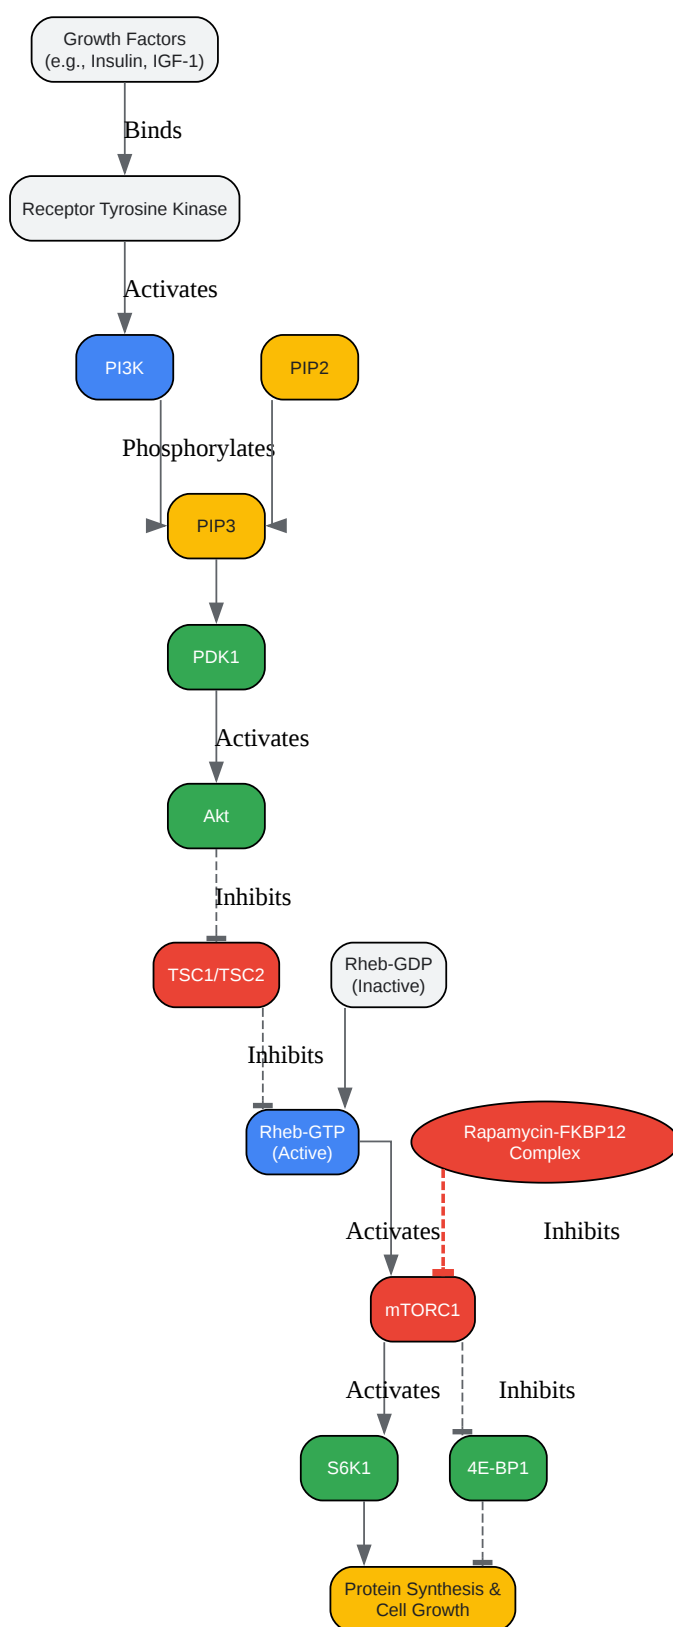 Growth Factors
(e.g., Insulin, IGF-1)
Binds
Receptor Tyrosine Kinase
Activates
PI3K
PIP2
Phosphorylates
PIP3
PDK1
Activates
Akt
Inhibits
TSC1/TSC2
Rheb-GDP
(Inactive)
Inhibits
Rheb-GTP
(Active)
Rapamycin-FKBP12
Complex
Activates
Inhibits
mTORC1
Activates
Inhibits
S6K1
4E-BP1
Protein Synthesis &
Cell Growth